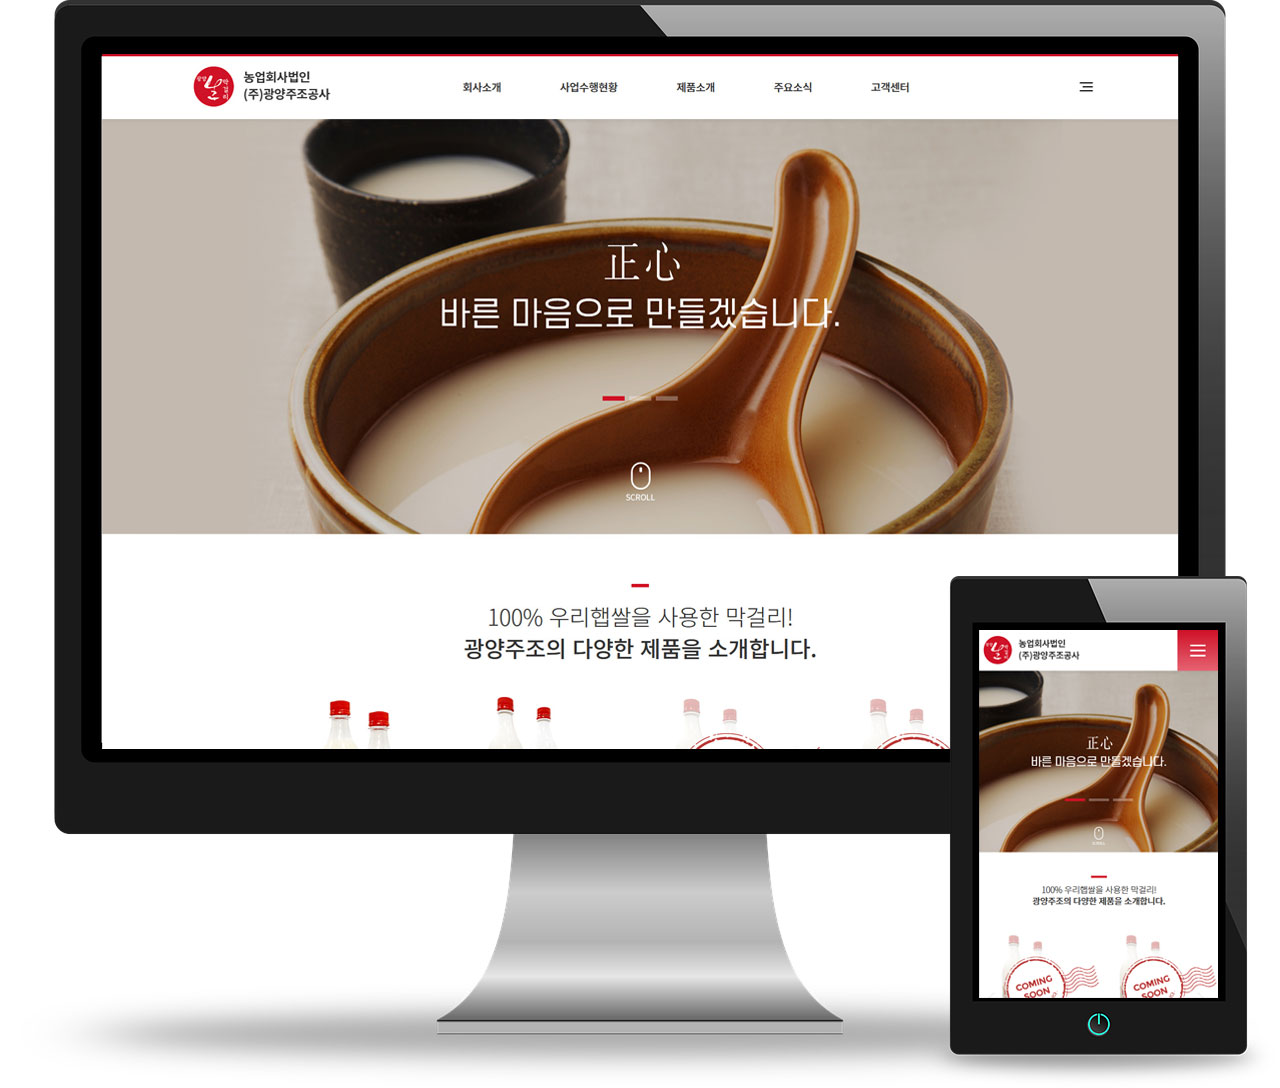 광양
날
막걸리
농업회사법인
(주)광양주조공사
회사소개
사업수행현황
제품소개
주요소식
고객센터
正心
바른 마음으로 만들겠습니다.
SCROLL
100% 우리햅쌀을 사용한 막걸리!
광양주조의 다양한 제품을 소개합니다.
농업회사법인
(주)광양주조공사
正心
바른 마음으로 만들겠습니다.
SCROLL
100% 우리햅쌀을 사용한 막걸리!
광양주조의 다양한 제품을 소개합니다.
COMING
SOON
COMING
SOON